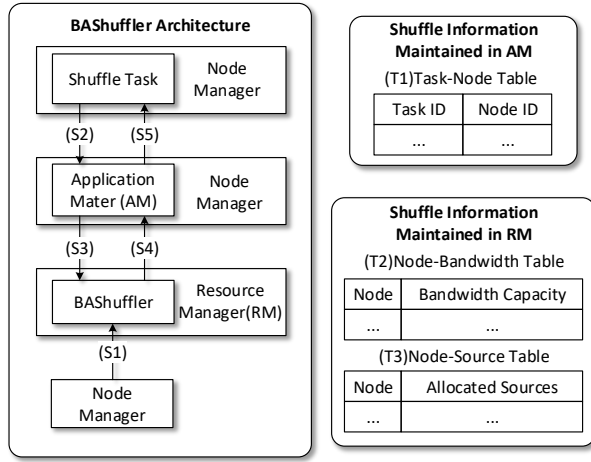 BAShuffler Architecture
Shuffle Task
Node
Manager
(S2)
(S5)
Application
Mater (AM)
Node
Manager
(S3)
(S4)
BAShuffler
Resource
Manager(RM)
(S1)
Node
Manager
Shuffle Information
Maintained in AM
(T1)Task-Node Table
Task ID
Node ID
...
...
Shuffle Information
Maintained in RM
(T2)Node-Bandwidth Table
Node
Bandwidth Capacity
...
...
(T3)Node-Source Table
Node
Allocated Sources
...
...